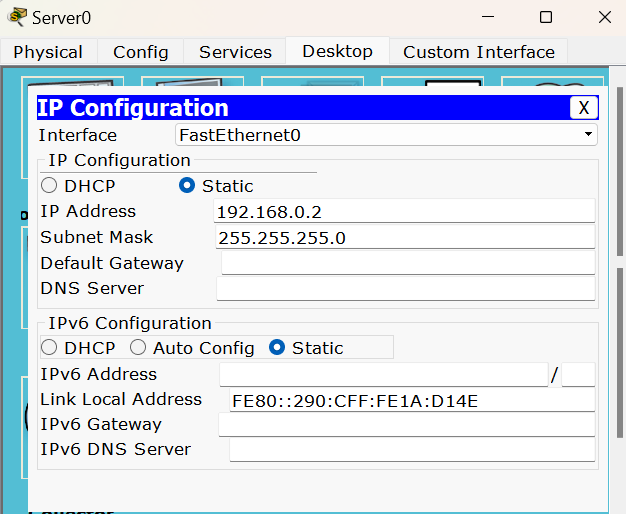 Server0
Physical Config Services Desktop Custom Interface
IP Configuration X
Interface FastEthernet0
IP Configuration
DHCP Static
IP Address 192.168.0.2
Subnet Mask 255.255.255.0
Default Gateway
DNS Server
IPv6 Configuration
DHCP Auto Config Static
IPv6 Address /
Link Local Address FE80::290:CFF:FE1A:D14E
IPv6 Gateway
IPv6 DNS Server